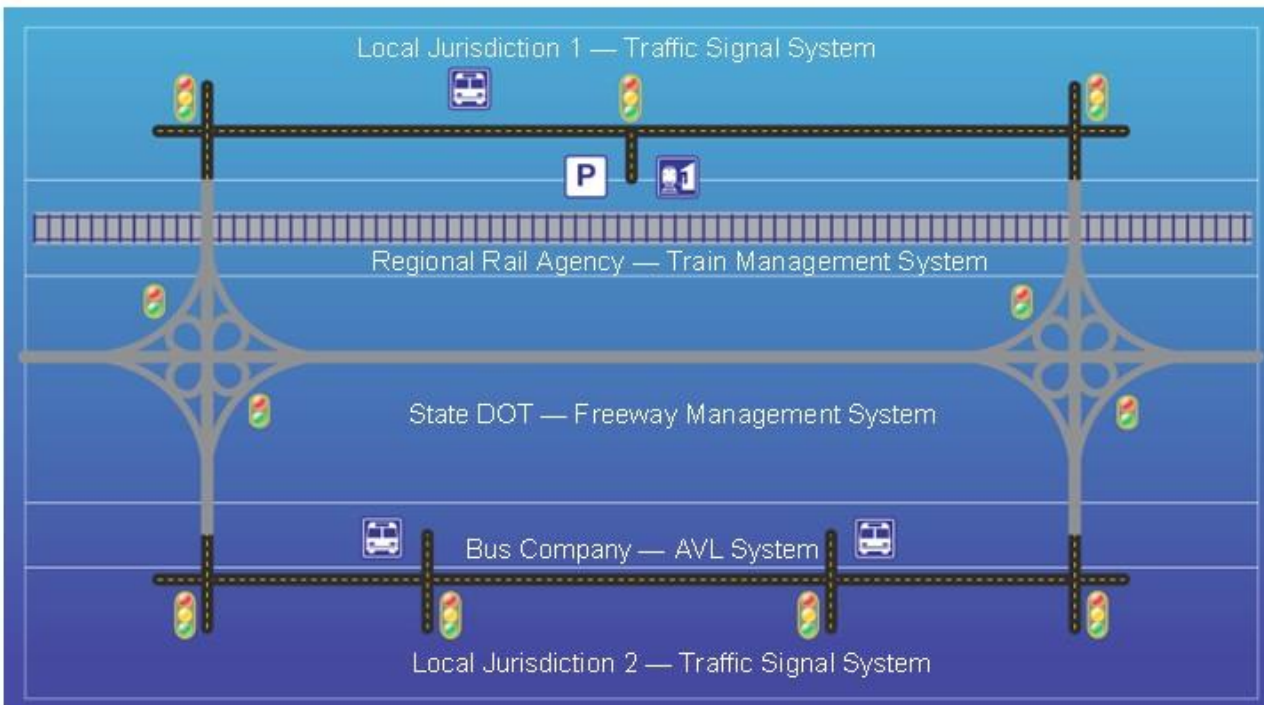 Local Jurisdiction 1 — Traffic Signal System
P
Regional Rail Agency — Train Management System
State DOT — Freeway Management System
Bus Company — AVL System
Local Jurisdiction 2 — Traffic Signal System